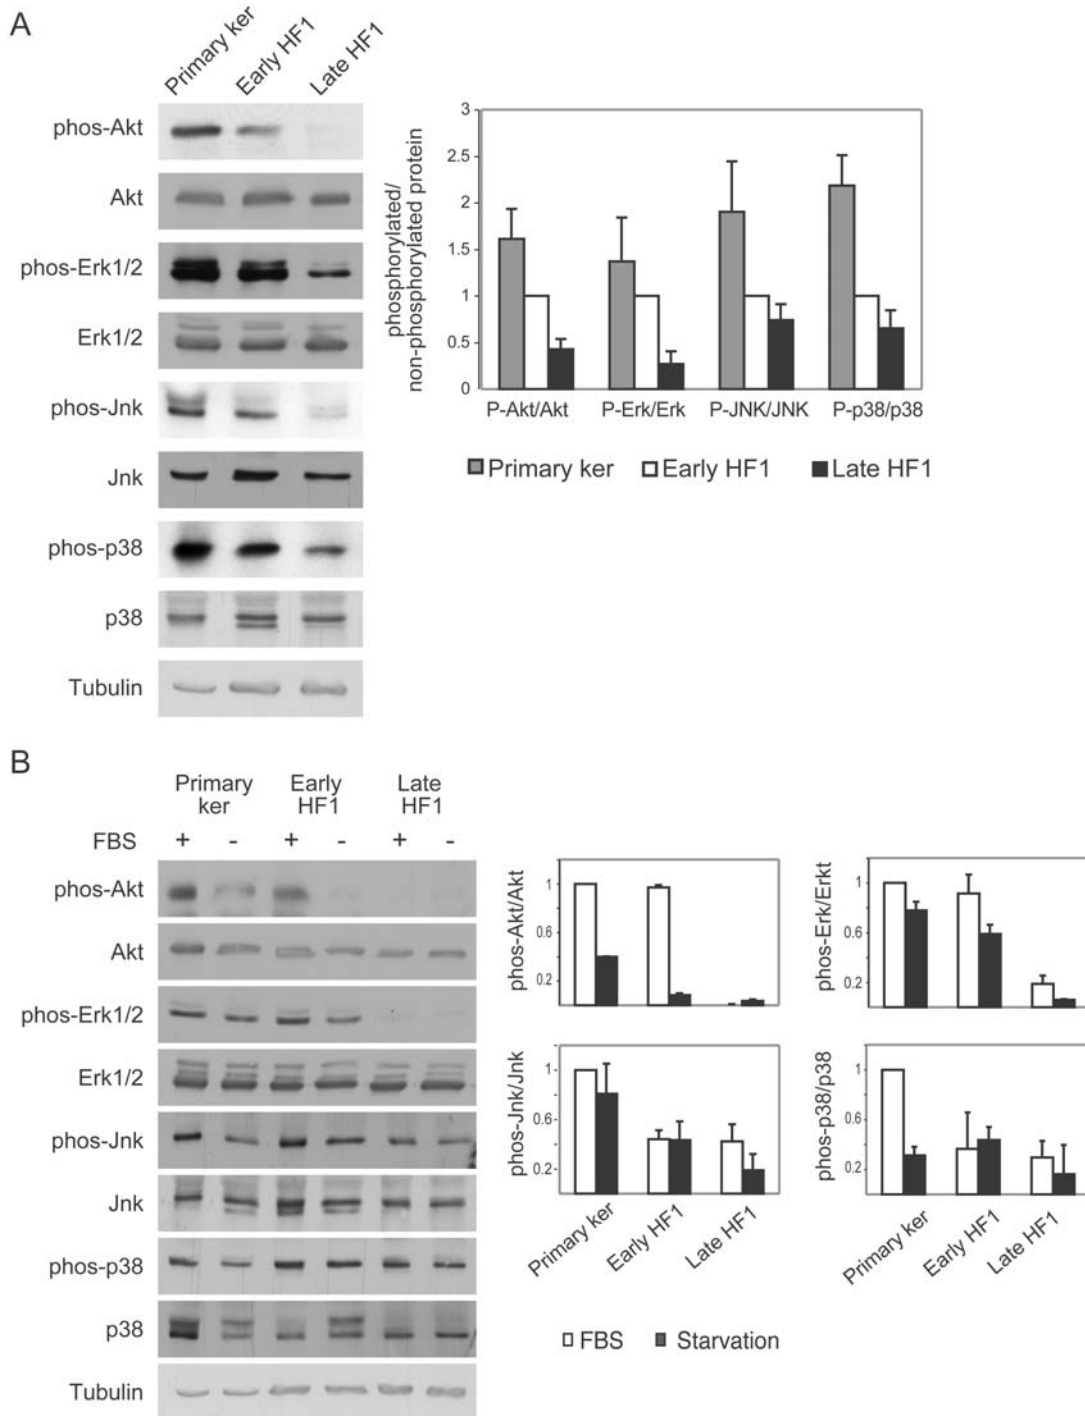 A
Primary ker Early HF1 Late HF1
phos-Akt
Akt
phos-Erk1/2
Erk1/2
phos-Jnk
Jnk
phos-p38
p38
Tubulin
phosphorylated/
non-phosphorylated protein
3
2.5
2
1.5
1
0.5
0
P-Akt/Akt P-Erk/Erk P-JNK/JNK P-p38/p38
Primary ker Early HF1 Late HF1
B
Primary Early Late
ker HF1 HF1
FBS + - + - + -
phos-Akt
Akt
phos-Erk1/2
Erk1/2
phos-Jnk
Jnk
phos-p38
p38
Tubulin
phos-Akt/Akt
1
0.6
0.2
phos-Erk/Erkt
1
0.6
0.2
phos-Jnk/Jnk
1
0.6
0.2
Primary ker Early HF1 Late HF1
phos-p38/p38
1
0.6
0.2
Primary ker Early HF1 Late HF1
FBS Starvation